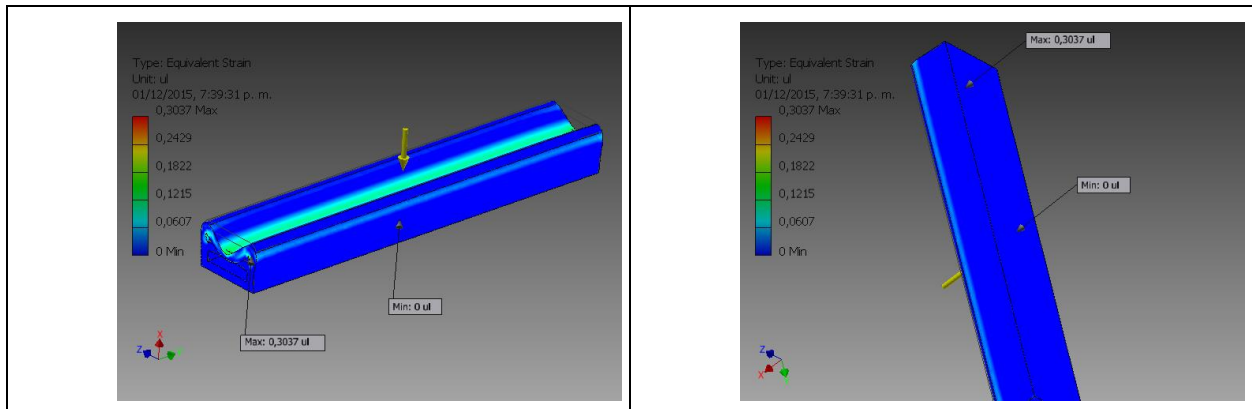 Type: Equivalent Strain
Unit: ul
01/12/2015, 7:39:31 p. m.
0,3037 Max
0,2429
0,1822
0,1215
0,0607
0 Min
Min: 0 ul
Max: 0,3037 ul
Z
X
Type: Equivalent Strain
Unit: ul
01/12/2015, 7:39:31 p. m.
0,3037 Max
0,2429
0,1822
0,1215
0,0607
0 Min
Max: 0,3037 ul
Min: 0 ul
Z
X